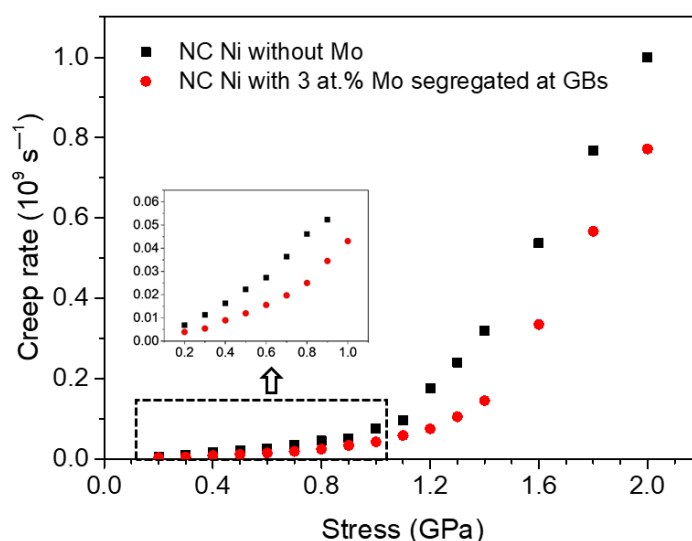 NC Ni without Mo
NC Ni with 3 at.% Mo segregated at GBs
Creep rate (10⁹ s⁻¹)
1.0
0.8
0.6
0.4
0.2
0.0
0.06
0.05
0.04
0.03
0.02
0.01
0.00
0.2 0.4 0.6 0.8 1.0
0.0 0.4 0.8 1.2 1.6 2.0
Stress (GPa)